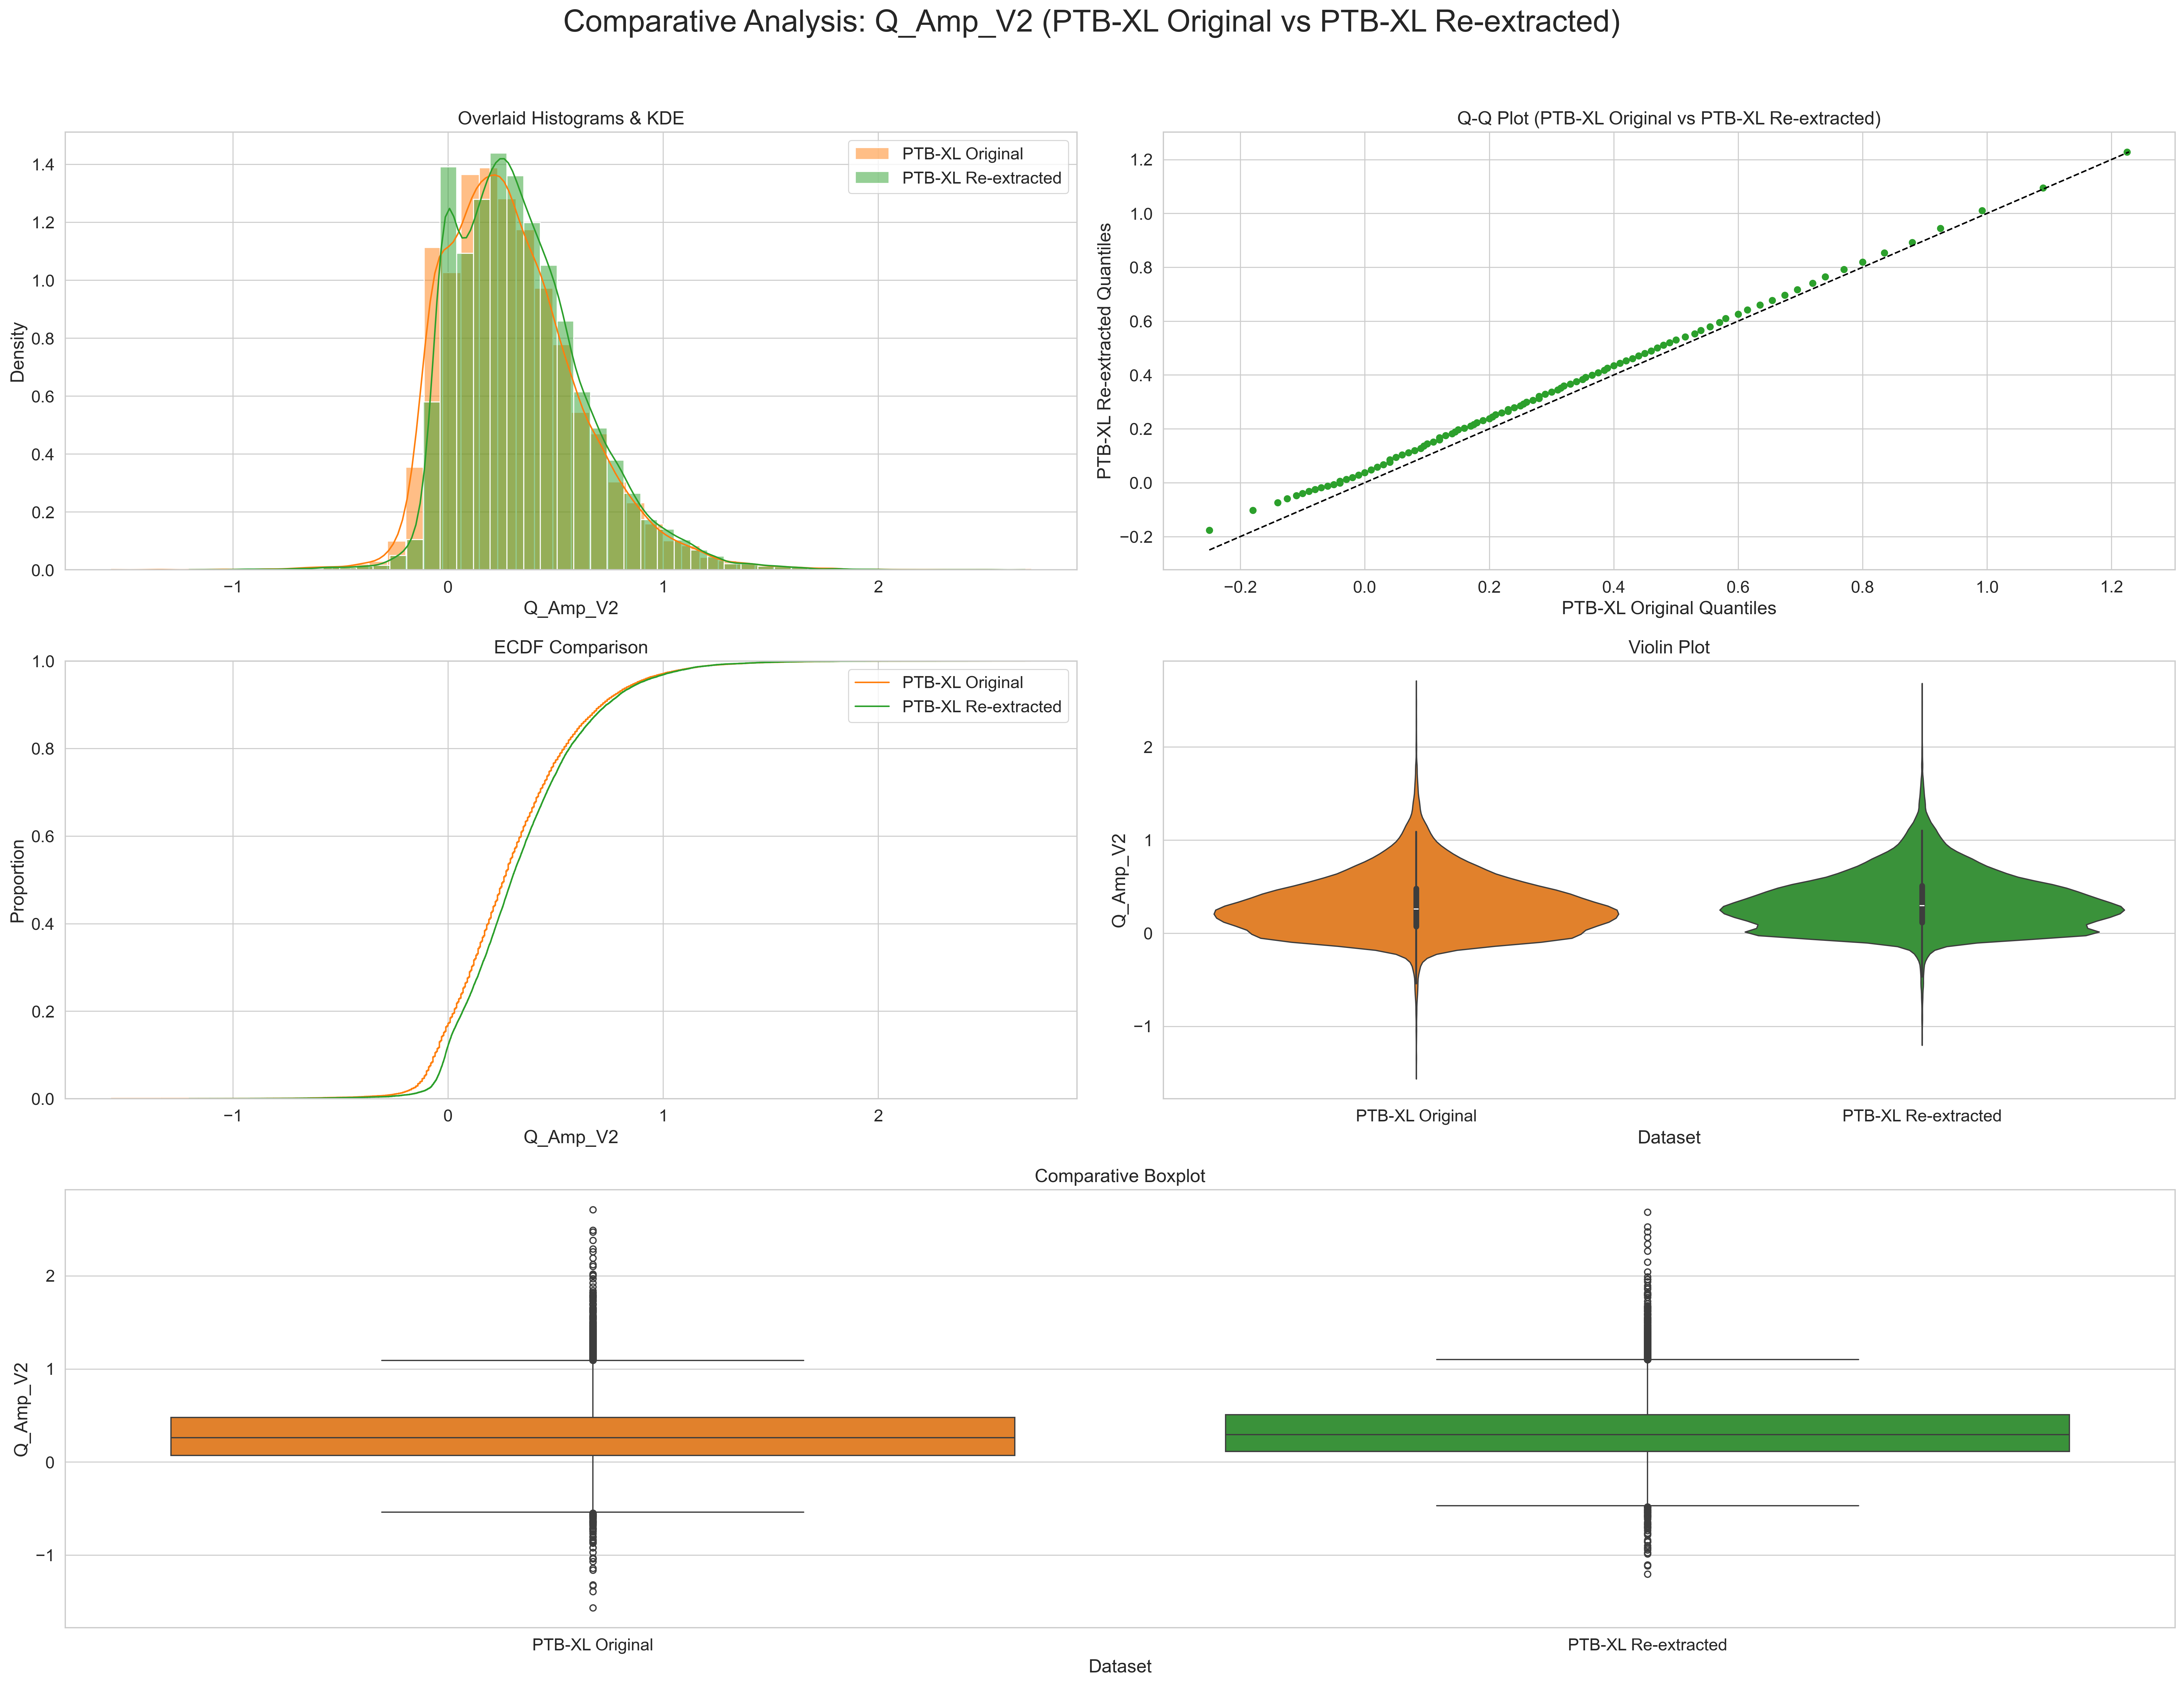 Comparative Analysis: Q_Amp_V2 (PTB-XL Original vs PTB-XL Re-extracted)
Overlaid Histograms & KDE
PTB-XL Original
PTB-XL Re-extracted
Density
1.4
1.2
1.0
0.8
0.6
0.4
0.2
0.0
−1 0 1 2
Q_Amp_V2
Q-Q Plot (PTB-XL Original vs PTB-XL Re-extracted)
PTB-XL Re-extracted Quantiles
1.2
1.0
0.8
0.6
0.4
0.2
0.0
−0.2
−0.2 0.0 0.2 0.4 0.6 0.8 1.0 1.2
PTB-XL Original Quantiles
ECDF Comparison
PTB-XL Original
PTB-XL Re-extracted
Proportion
1.0
0.8
0.6
0.4
0.2
0.0
−1 0 1 2
Q_Amp_V2
Violin Plot
Q_Amp_V2
2
1
0
−1
PTB-XL Original PTB-XL Re-extracted
Dataset
Comparative Boxplot
Q_Amp_V2
2
1
0
−1
PTB-XL Original PTB-XL Re-extracted
Dataset